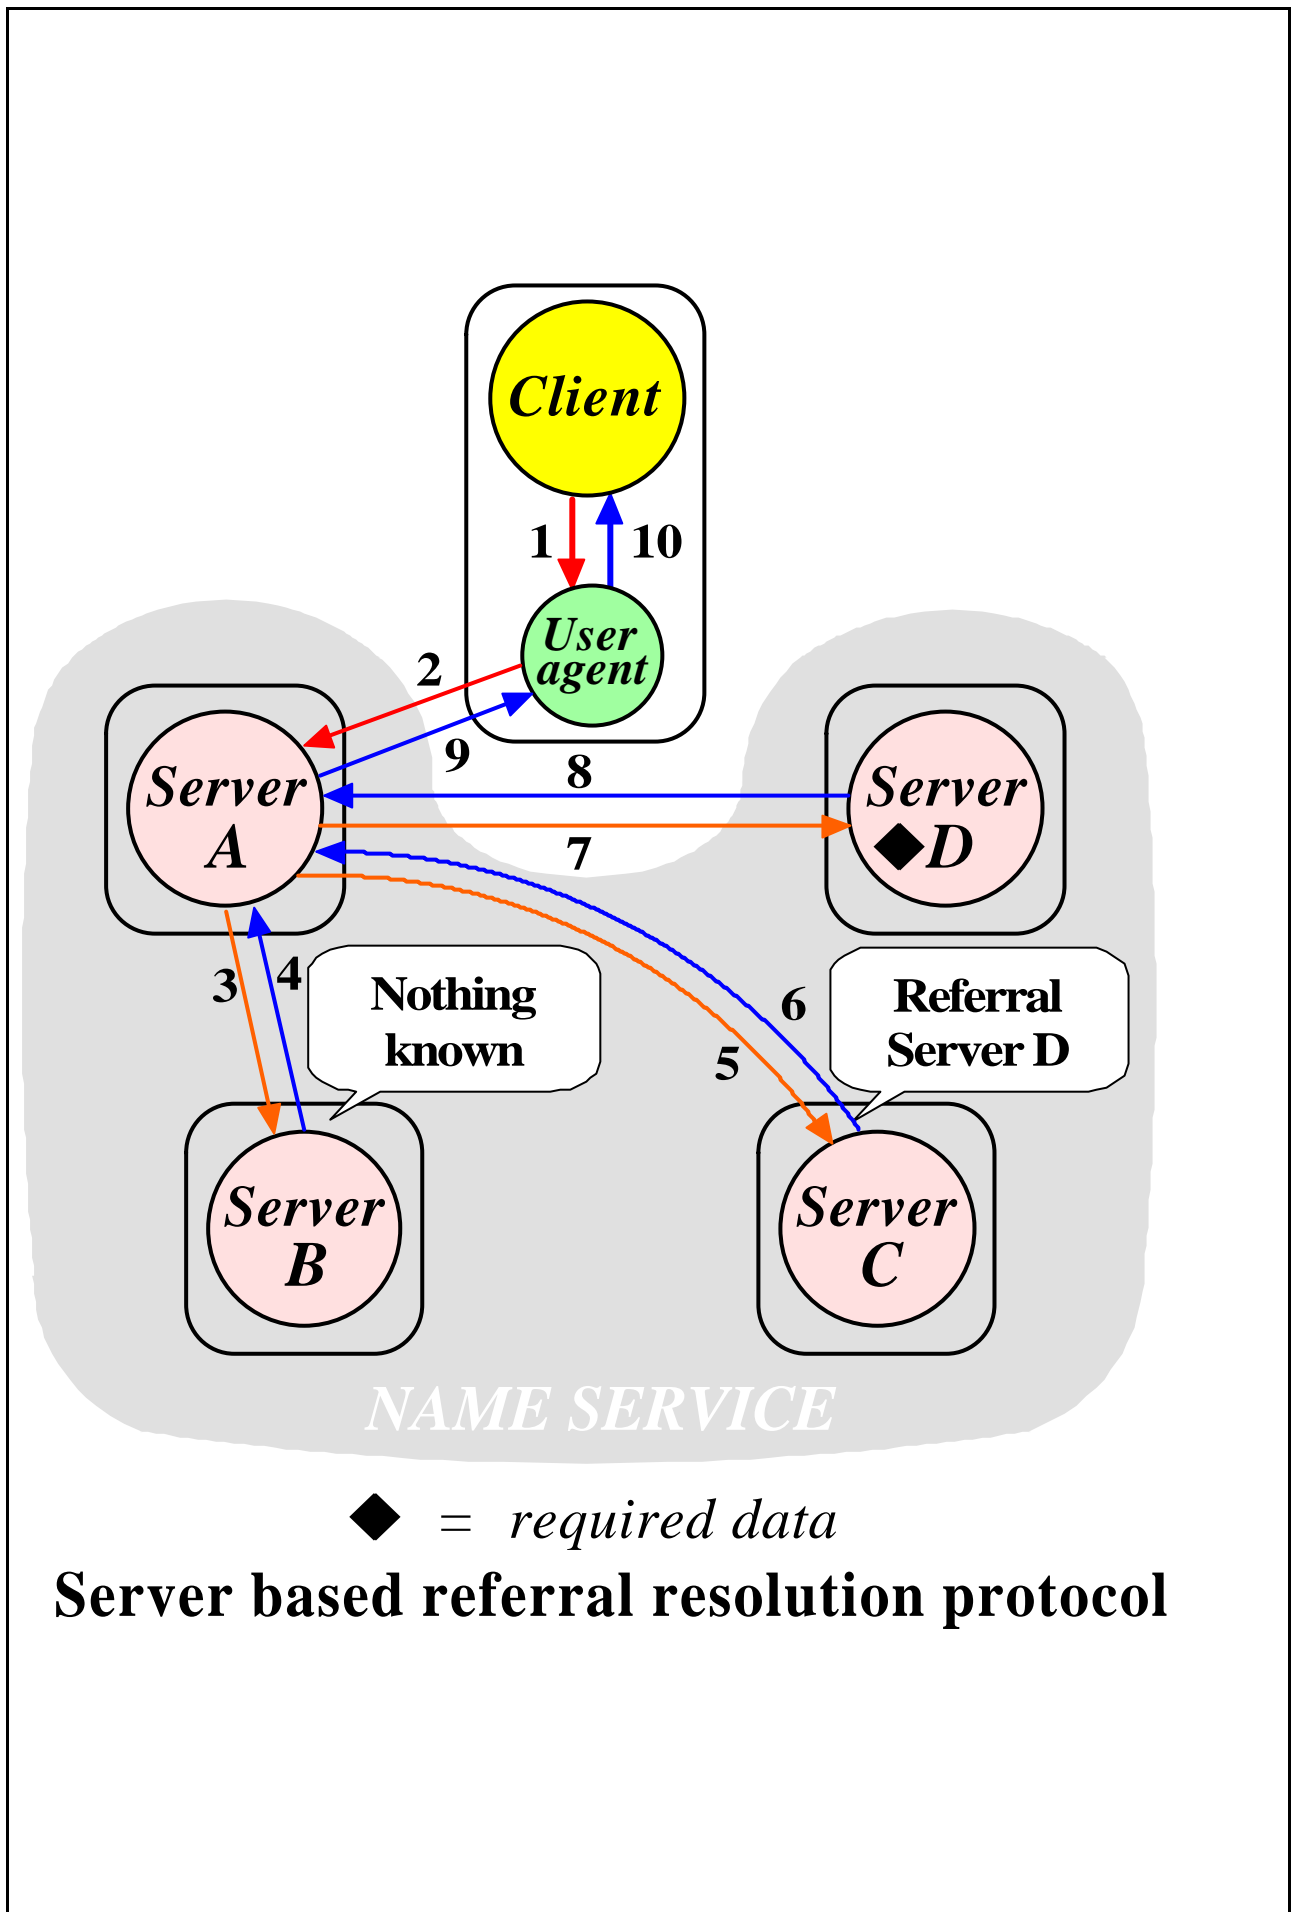 Client
1
10
User
agent
2
9
8
Server
A
Server
D
7
3
4
Nothing
known
6
5
Referral
Server D
Server
B
Server
C
NAME SERVICE
= required data
Server based referral resolution protocol